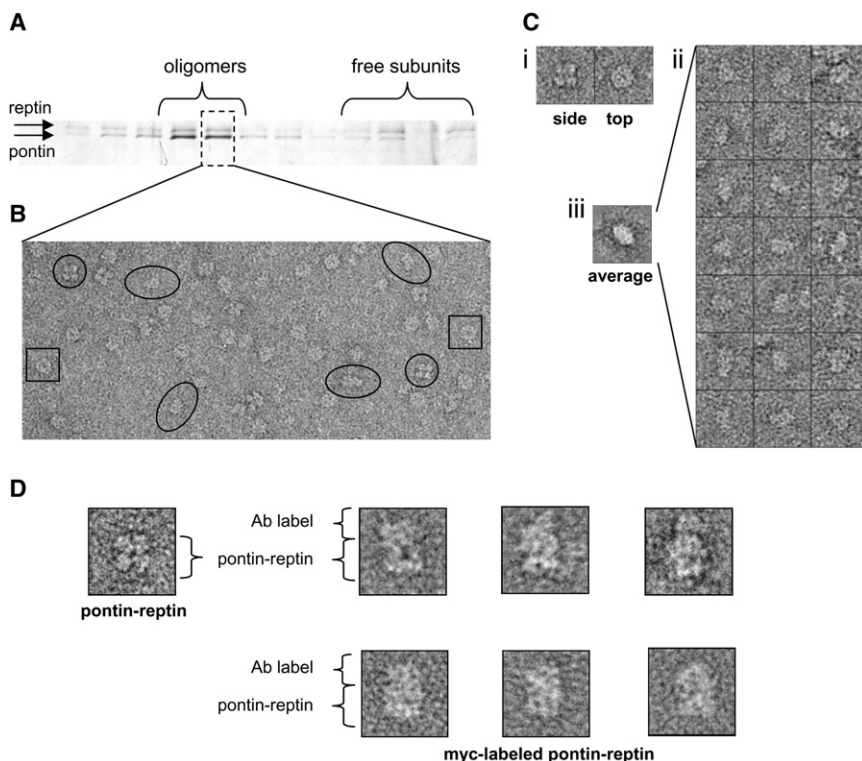 A
oligomers
free subunits
reptin
pontin
B
C
i
side top
ii
iii
average
D
Ab label
pontin-reptin
pontin-reptin
Ab label
pontin-reptin
myc-labeled pontin-reptin